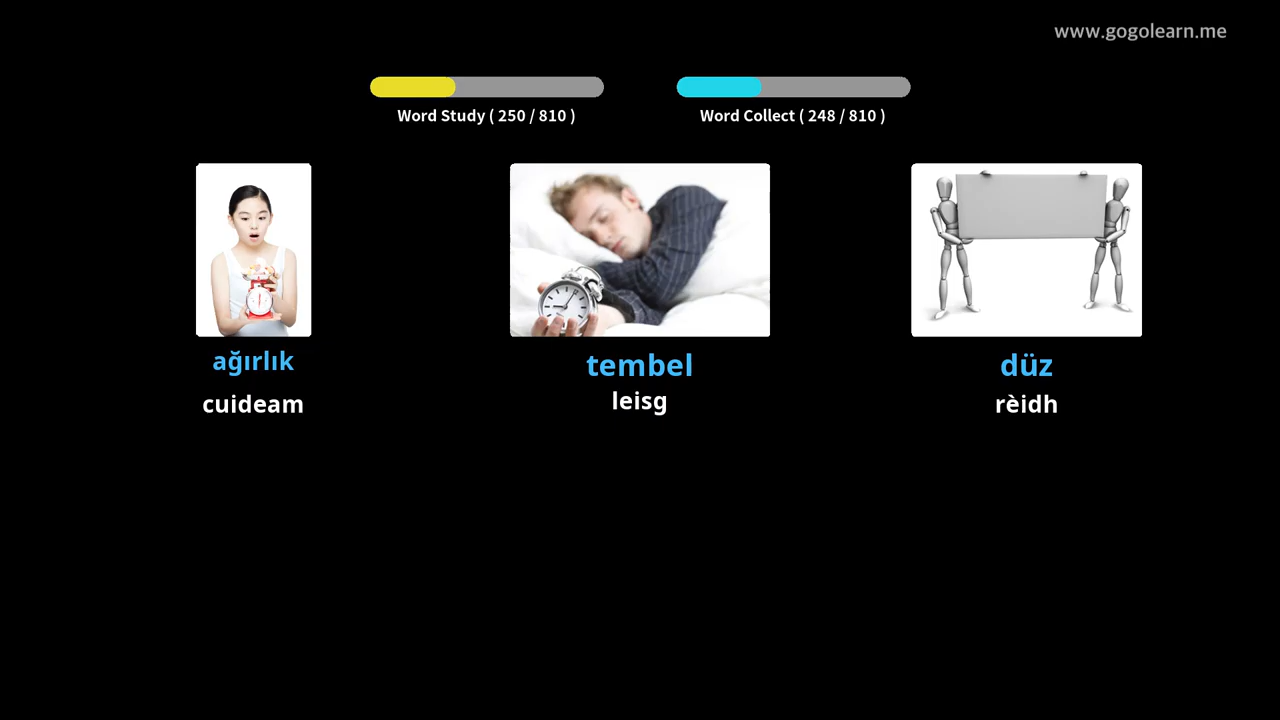 www.gogolearn.me
Word Study ( 250 / 810 )
Word Collect ( 248 / 810 )
ağırlık
cuideam
tembel
leisg
düz
rèidh